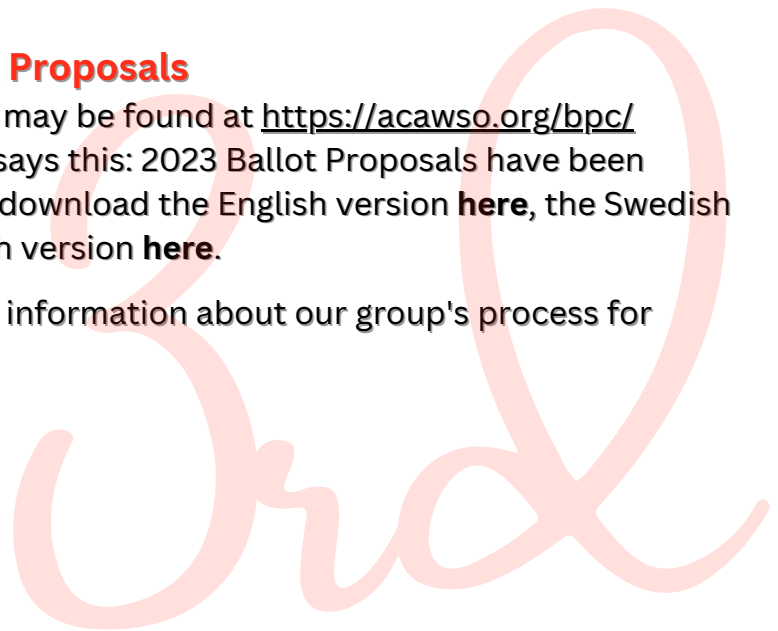 Proposals
may be found at https://acawso.org/bpc/
says this: 2023 Ballot Proposals have been
download the English version here, the Swedish
h version here.
information about our group's process for
3rd